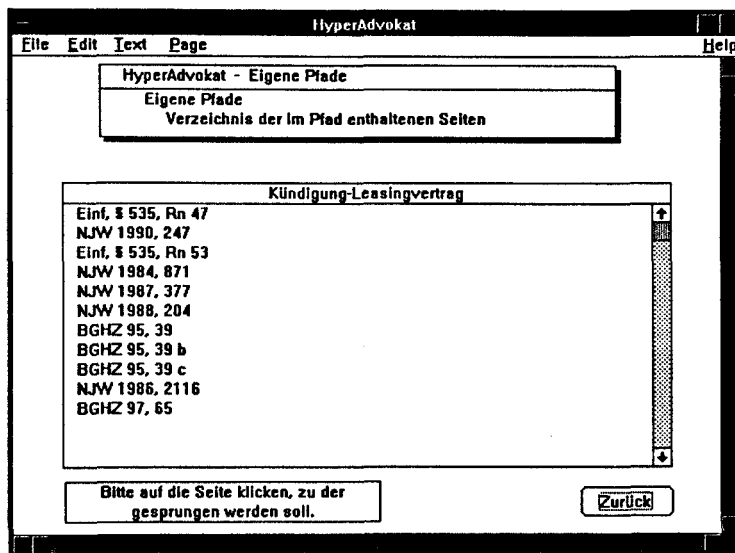 HyperAdvokat
File Edit Text Page Help
HyperAdvokat - Eigene Pfade
Eigene Pfade
Verzeichnis der im Pfad enthaltenen Seiten
Kündigung-Leasingvertrag
Einf, § 535, Rn 47
NJW 1990, 247
Einf, § 535, Rn 53
NJW 1984, 871
NJW 1987, 377
NJW 1988, 204
BGHZ 95, 39
BGHZ 95, 39 b
BGHZ 95, 39 c
NJW 1986, 2116
BGHZ 97, 65
Bitte auf die Seite klicken, zu der
gesprungen werden soll.
Zurück